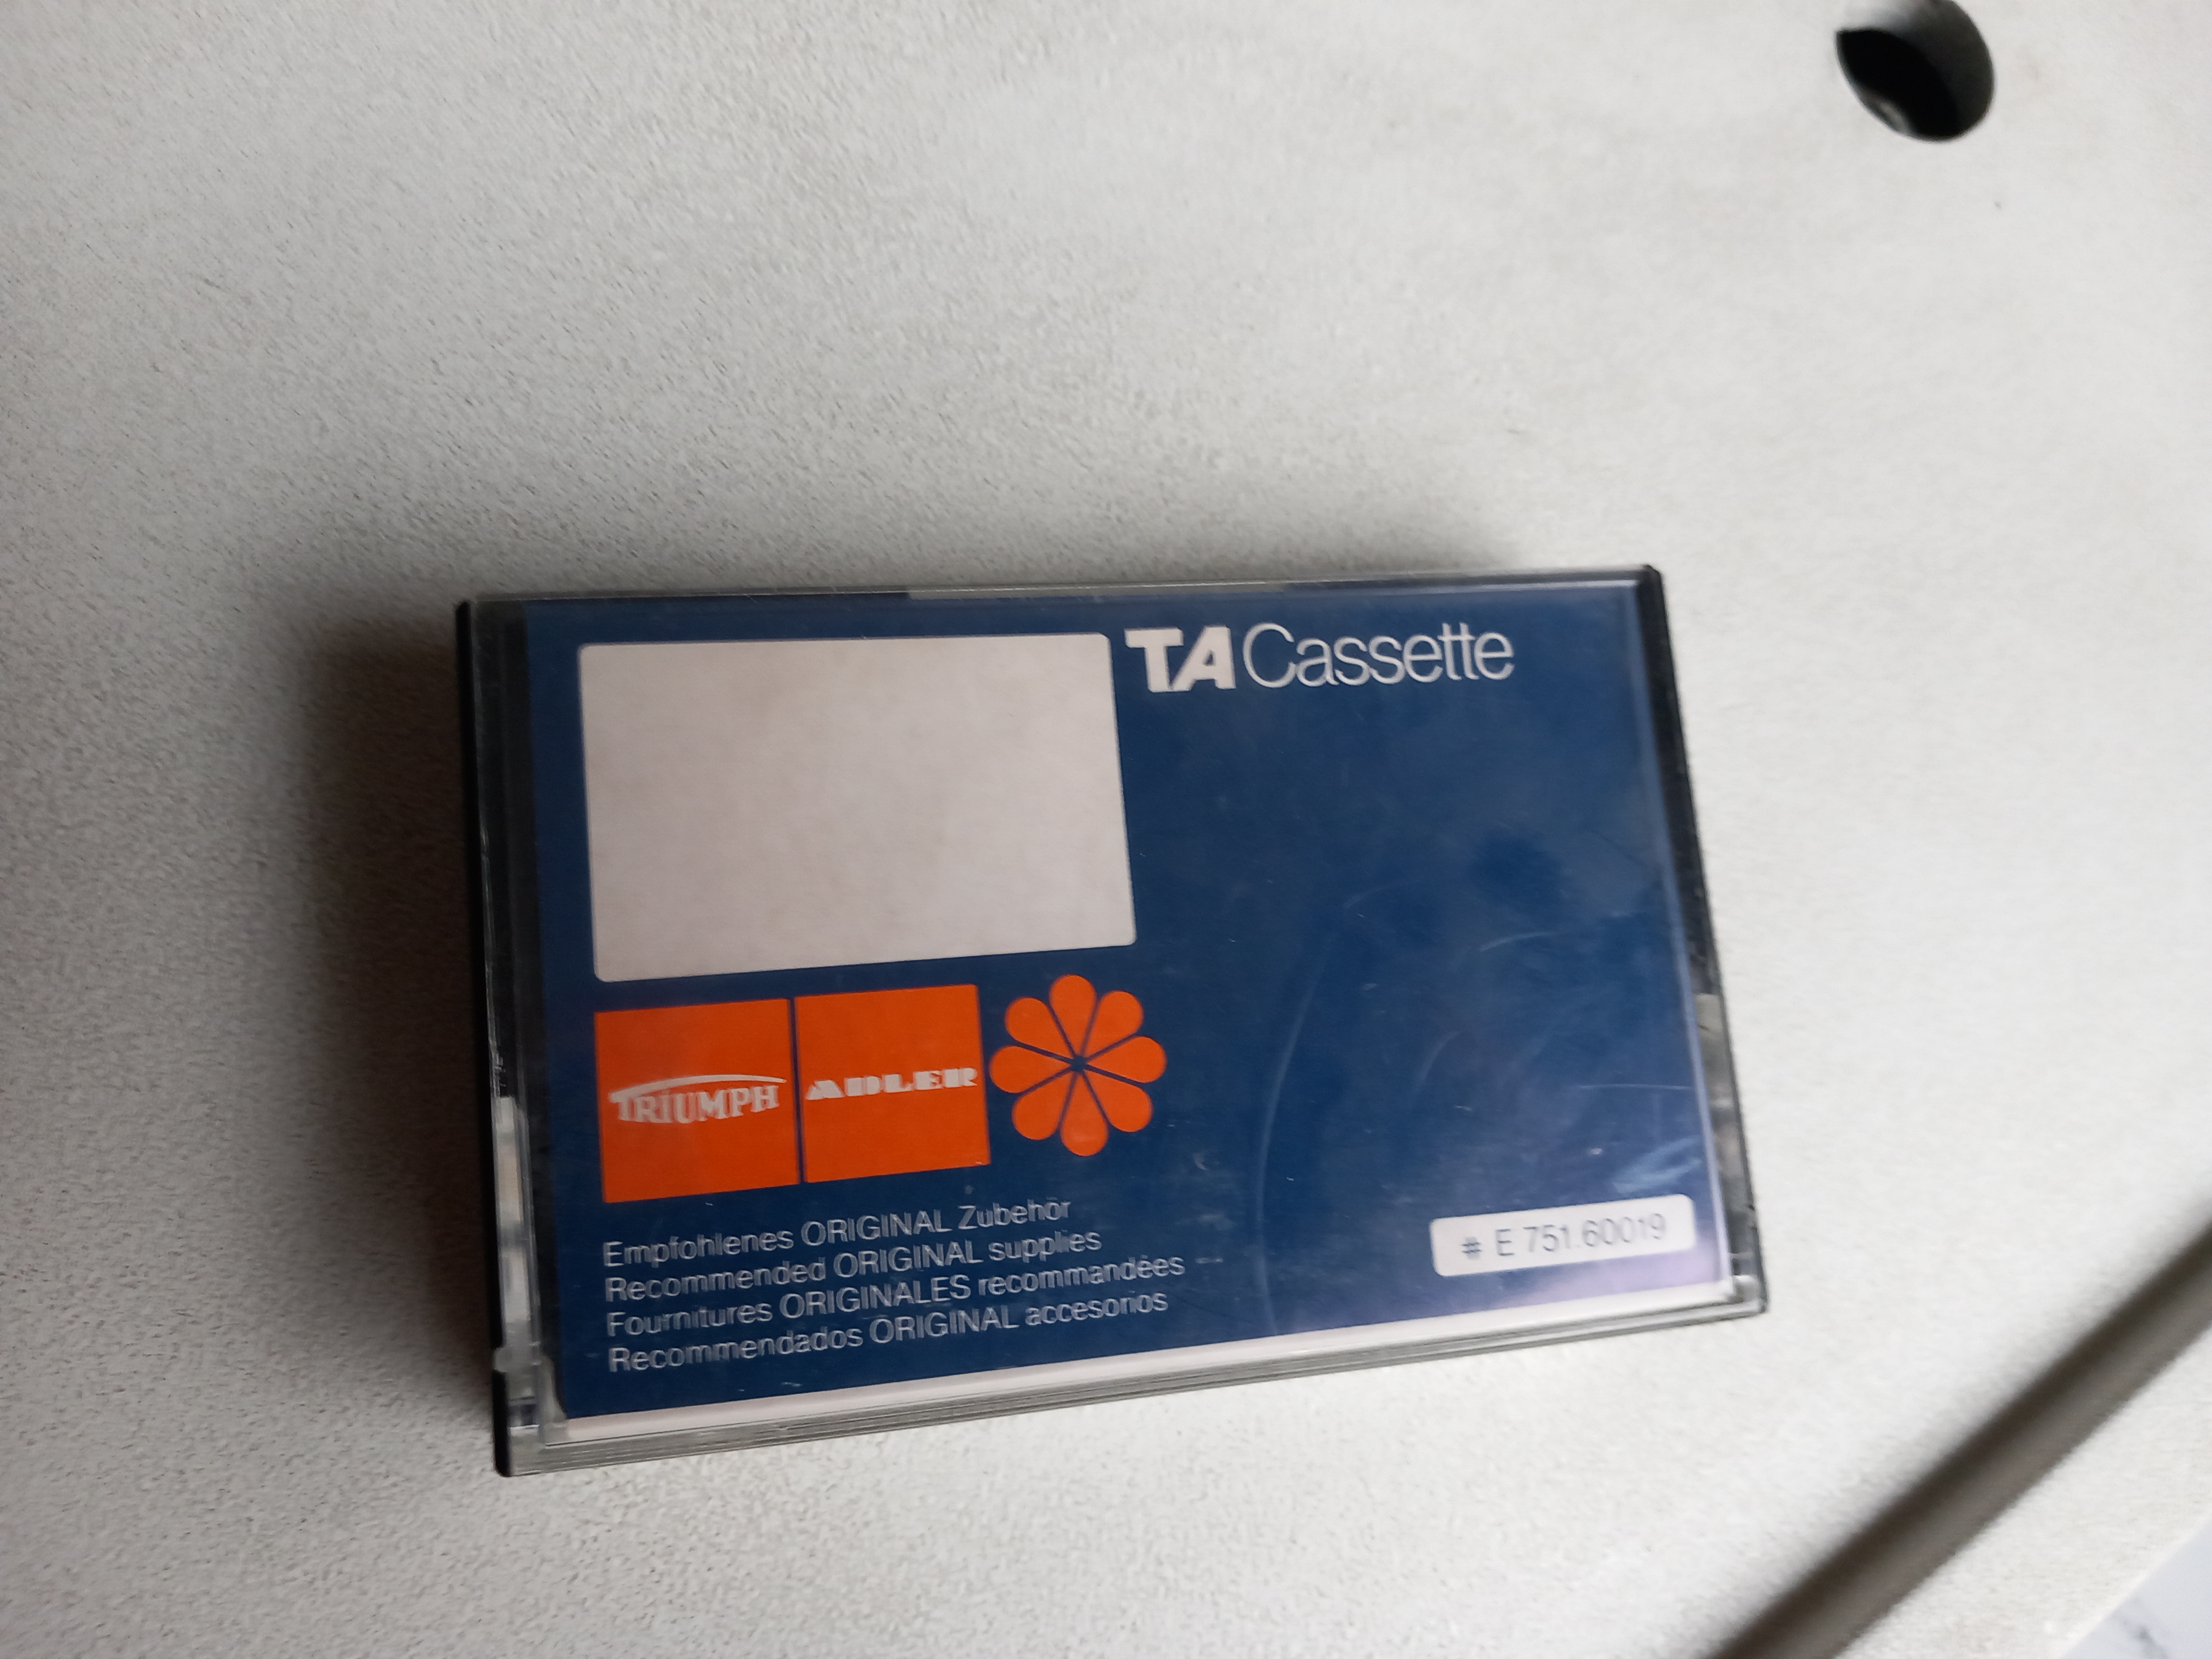 TA Cassette
TRIUMPH
ADLER
Empfohlenes ORIGINAL Zubehör
Recommended ORIGINAL supplies
Fournitures ORIGINALES recommandées
Recommendados ORIGINAL accesorios
# E 751.60019